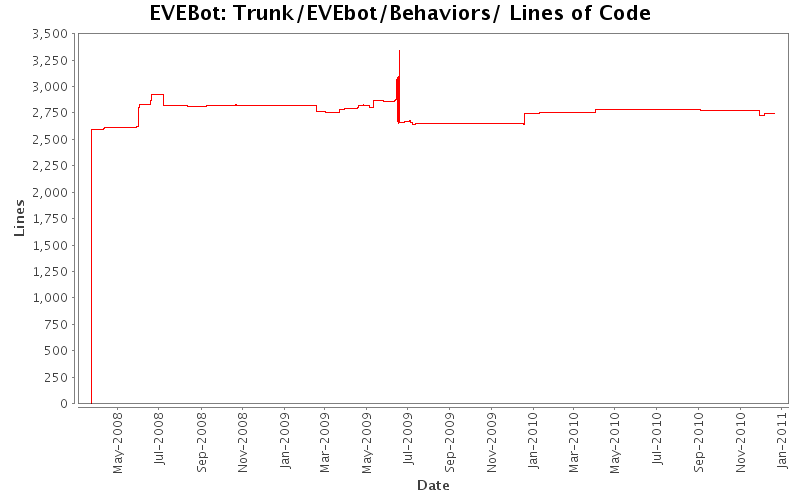 EVEBot: Trunk/EVEbot/Behaviors/ Lines of Code
3,500
3,250
3,000
2,750
2,500
2,250
2,000
1,750
1,500
1,250
1,000
750
500
250
0
Lines
May-2008
Jul-2008
Sep-2008
Nov-2008
Jan-2009
Mar-2009
May-2009
Jul-2009
Sep-2009
Nov-2009
Jan-2010
Mar-2010
May-2010
Jul-2010
Sep-2010
Nov-2010
Jan-2011
Date